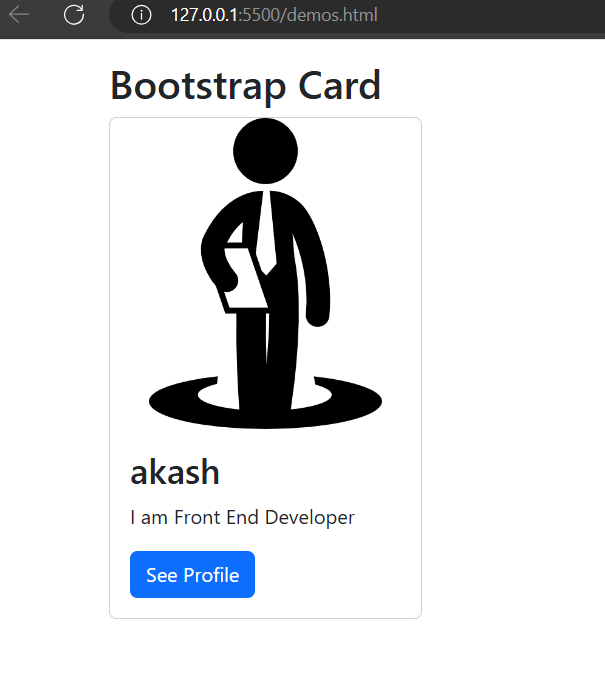 127.0.0.1:5500/demos.html
Bootstrap Card
akash
I am Front End Developer
See Profile